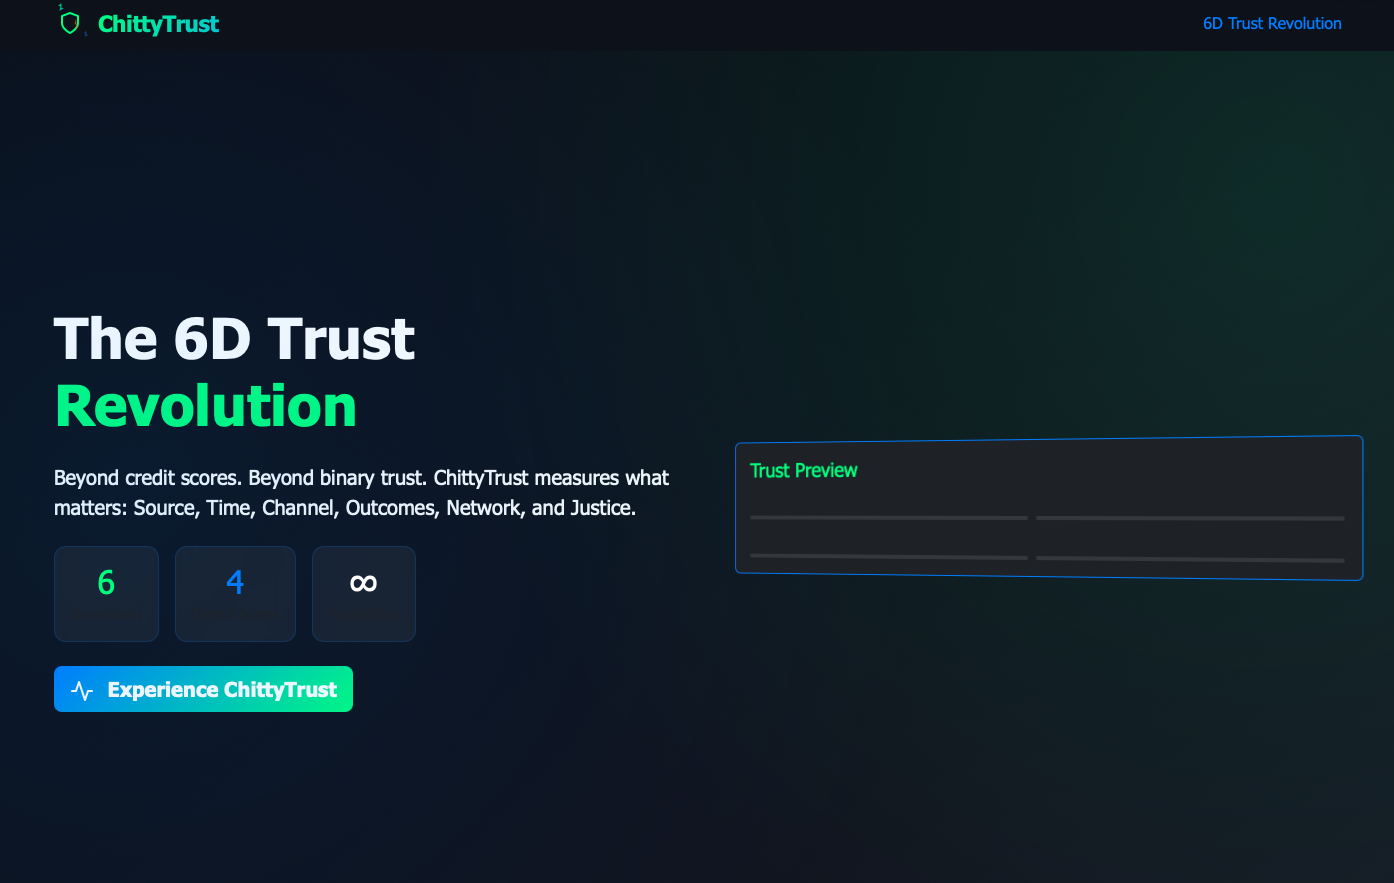 ChittyTrust
6D Trust Revolution
The 6D Trust
Revolution
Beyond credit scores. Beyond binary trust. ChittyTrust measures what
matters: Source, Time, Channel, Outcomes, Network, and Justice.
6
4
∞
Experience ChittyTrust
Trust Preview